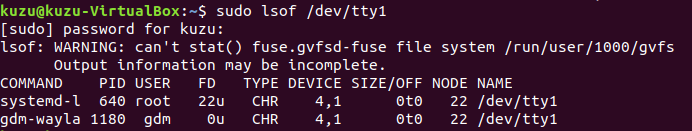 kuzu@kuzu-VirtualBox:~$ sudo lsof /dev/tty1
[sudo] password for kuzu:
lsof: WARNING: can't stat() fuse.gvfsd-fuse file system /run/user/1000/gvfs
      Output information may be incomplete.
COMMAND    PID USER   FD   TYPE DEVICE SIZE/OFF NODE NAME
systemd-l  640 root   22u   CHR    4,1      0t0   22 /dev/tty1
gdm-wayla 1180  gdm    0u   CHR    4,1      0t0   22 /dev/tty1